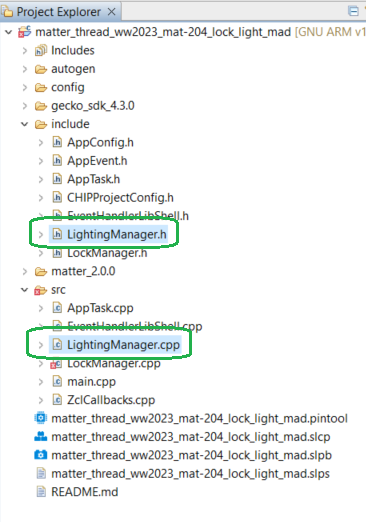 Project Explorer
matter_thread_ww2023_mat-204_lock_light_mad [GNU ARM v1
Includes
autogen
config
gecko_sdk_4.3.0
include
AppConfig.h
AppEvent.h
AppTask.h
CHIPProjectConfig.h
EventHandlerLibShell.h
LightingManager.h
LockManager.h
matter_2.0.0
src
AppTask.cpp
EventHandlerLibShell.cpp
LightingManager.cpp
LockManager.cpp
main.cpp
ZclCallbacks.cpp
matter_thread_ww2023_mat-204_lock_light_mad.pintool
matter_thread_ww2023_mat-204_lock_light_mad.slcp
matter_thread_ww2023_mat-204_lock_light_mad.slpb
matter_thread_ww2023_mat-204_lock_light_mad.slps
README.md